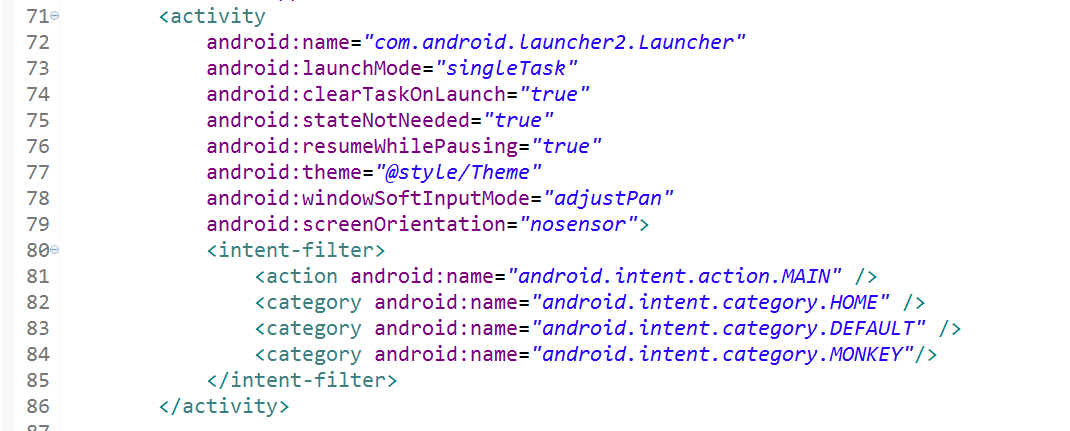 71 <activity
72 android:name="com.android.launcher2.Launcher"
73 android:launchMode="singleTask"
74 android:clearTaskOnLaunch="true"
75 android:stateNotNeeded="true"
76 android:resumeWhilePausing="true"
77 android:theme="@style/Theme"
78 android:windowSoftInputMode="adjustPan"
79 android:screenOrientation="nosensor">
80 <intent-filter>
81 <action android:name="android.intent.action.MAIN" />
82 <category android:name="android.intent.category.HOME" />
83 <category android:name="android.intent.category.DEFAULT" />
84 <category android:name="android.intent.category.MONKEY"/>
85 </intent-filter>
86 </activity>
87